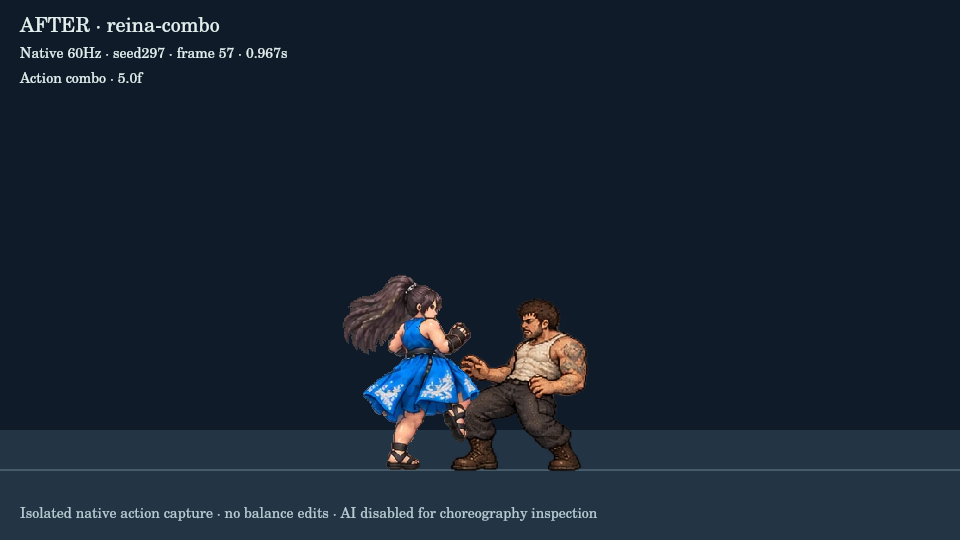 AFTER · reina-combo
Native 60Hz · seed297 · frame 57 · 0.967s
Action combo · 5.0f
Isolated native action capture · no balance edits · AI disabled for choreography inspection